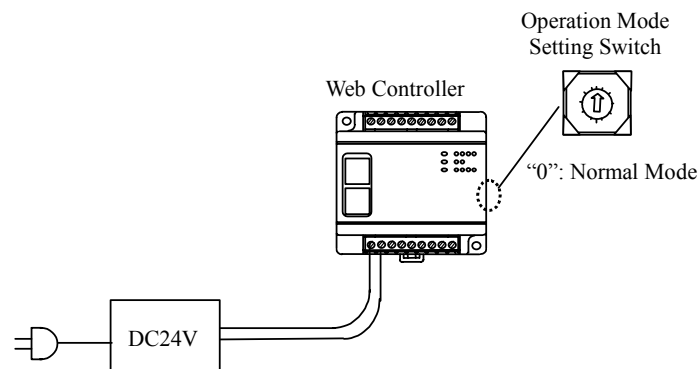 Operation Mode
Setting Switch
Web Controller
“0”: Normal Mode
DC24V